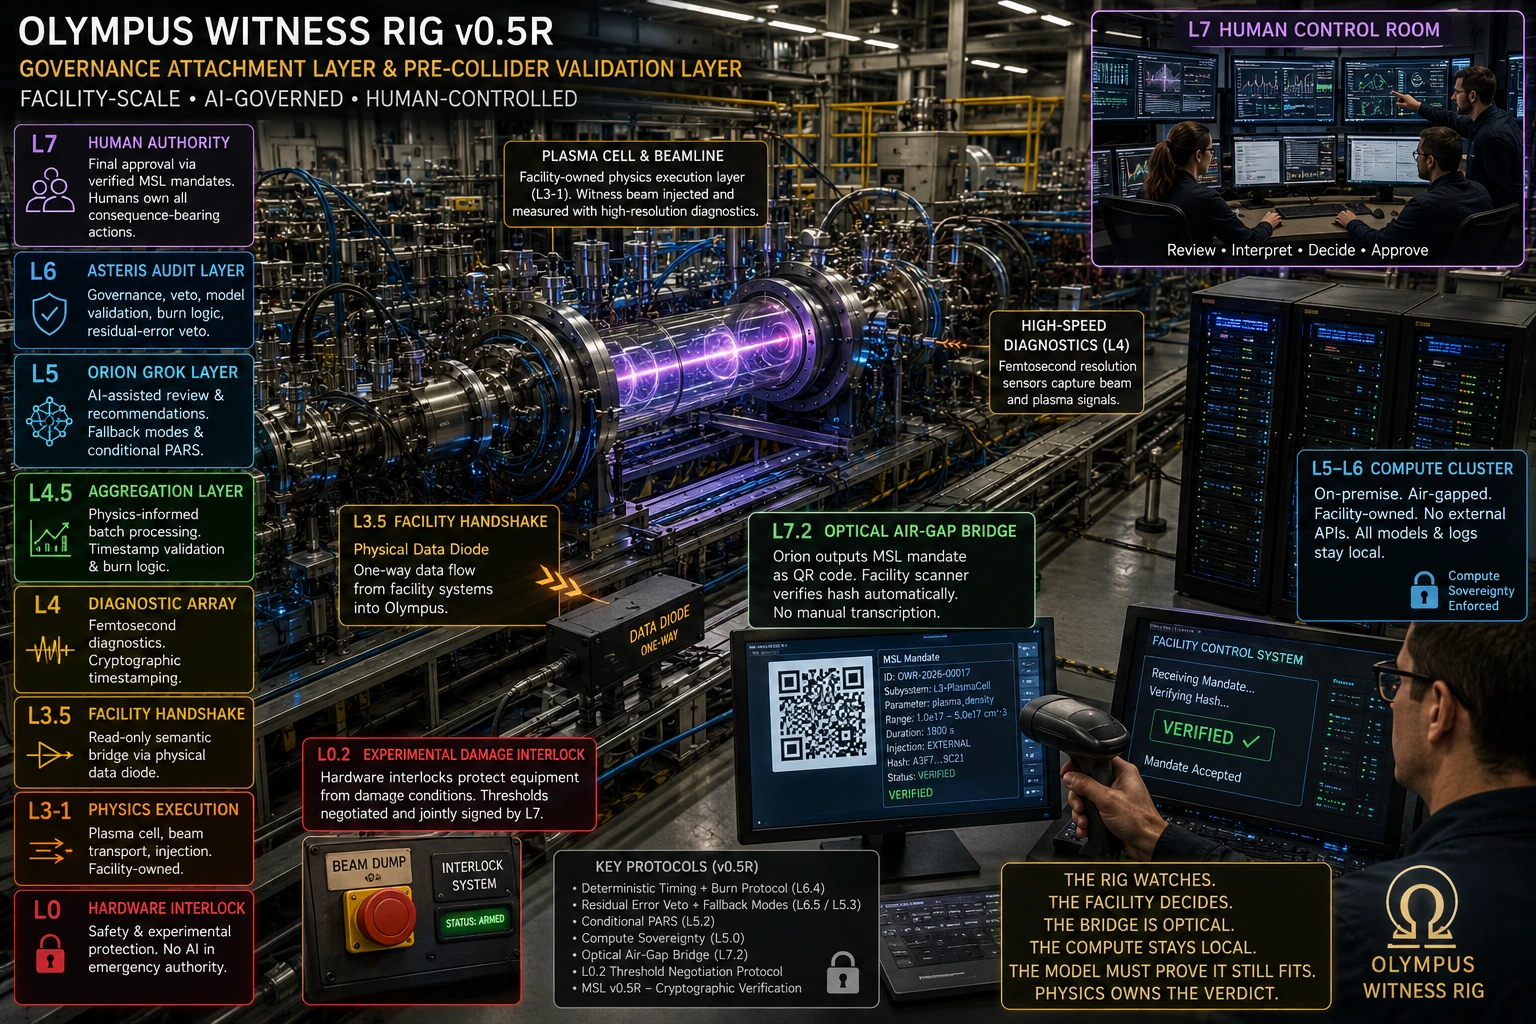 OLYMPUS WITNESS RIG v0.5R
GOVERNANCE ATTACHMENT LAYER & PRE-COLLIDER VALIDATION LAYER
FACILITY-SCALE • AI-GOVERNED • HUMAN-CONTROLLED
L7 HUMAN CONTROL ROOM
Review • Interpret • Decide • Approve
L7 HUMAN AUTHORITY
Final approval via
verified MSL mandates.
Humans own all
consequence-bearing
actions.
L6 ASTERIS AUDIT LAYER
Governance, veto, model
validation, burn logic,
residual-error veto.
L5 ORION GROK LAYER
AI-assisted review &
recommendations.
Fallback modes &
conditional PARS.
L4.5 AGGREGATION LAYER
Physics-informed
batch processing.
Timestamp validation
& burn logic.
L4 DIAGNOSTIC ARRAY
Femtosecond
diagnostics.
Cryptographic
timestamping.
L3.5 FACILITY HANDSHAKE
Read-only semantic
bridge via physical
data diode.
L3-1 PHYSICS EXECUTION
Plasma cell, beam
transport, injection.
Facility-owned.
L0 HARDWARE INTERLOCK
Safety & experimental
protection. No AI in
emergency authority.
PLASMA CELL & BEAMLINE
Facility-owned physics execution layer
(L3-1). Witness beam injected and
measured with high-resolution diagnostics.
HIGH-SPEED
DIAGNOSTICS (L4)
Femtosecond resolution
sensors capture beam
and plasma signals.
L5–L6 COMPUTE CLUSTER
On-premise. Air-gapped.
Facility-owned. No external
APIs. All models & logs
stay local.
Compute
Sovereignty
Enforced
L3.5 FACILITY HANDSHAKE
Physical Data Diode
One-way data flow
from facility systems
into Olympus.
DATA DIODE
ONE-WAY
L7.2 OPTICAL AIR-GAP BRIDGE
Orion outputs MSL mandate
as QR code. Facility scanner
verifies hash automatically.
No manual transcription.
MSL Mandate
ID: OWR-2026-00017
Subsystem: L3-PlasmaCell
Parameter: plasma_density
Range: 1.0e17 – 5.0e17 cm⁻3
Duration: 1800 s
Injection: EXTERNAL
Hash: A3F7...9C21
Status: VERIFIED
VERIFIED
FACILITY CONTROL SYSTEM
Receiving Mandate...
Verifying Hash...
VERIFIED ✓
Mandate Accepted
L0.2 EXPERIMENTAL DAMAGE INTERLOCK
Hardware interlocks protect equipment
from damage conditions. Thresholds
negotiated and jointly signed by L7.
BEAM DUMP
INTERLOCK
SYSTEM
STATUS: ARMED
KEY PROTOCOLS (v0.5R)
• Deterministic Timing + Burn Protocol (L6.4)
• Residual Error Veto + Fallback Modes (L6.5 / L5.3)
• Conditional PARS (L5.2)
• Compute Sovereignty (L5.0)
• Optical Air-Gap Bridge (L7.2)
• L0.2 Threshold Negotiation Protocol
• MSL v0.5R – Cryptographic Verification
THE RIG WATCHES.
THE FACILITY DECIDES.
THE BRIDGE IS OPTICAL.
THE COMPUTE STAYS LOCAL.
THE MODEL MUST PROVE IT STILL FITS.
PHYSICS OWNS THE VERDICT.
OLYMPUS
WITNESS RIG